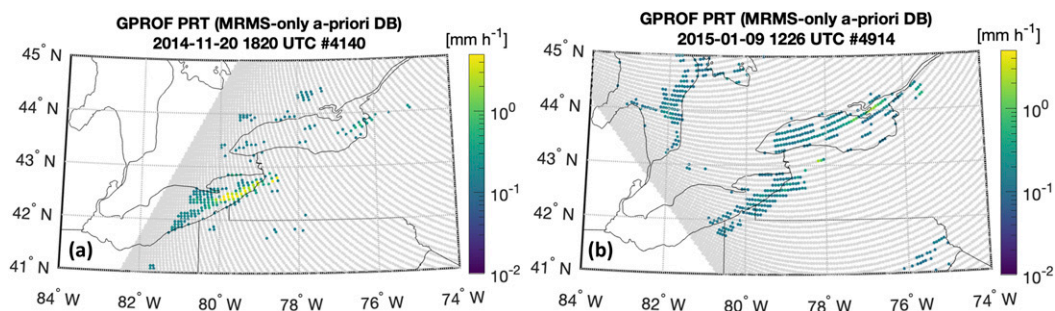 GPROF PRT (MRMS-only a-priori DB)
2014-11-20 1820 UTC #4140
[mm h⁻¹]
45° N
44° N
43° N
42° N
41° N
10⁰
10⁻¹
10⁻²
(a)
84° W
82° W
80° W
78° W
76° W
74° W
GPROF PRT (MRMS-only a-priori DB)
2015-01-09 1226 UTC #4914
[mm h⁻¹]
45° N
44° N
43° N
42° N
41° N
10⁰
10⁻¹
10⁻²
(b)
84° W
82° W
80° W
78° W
76° W
74° W